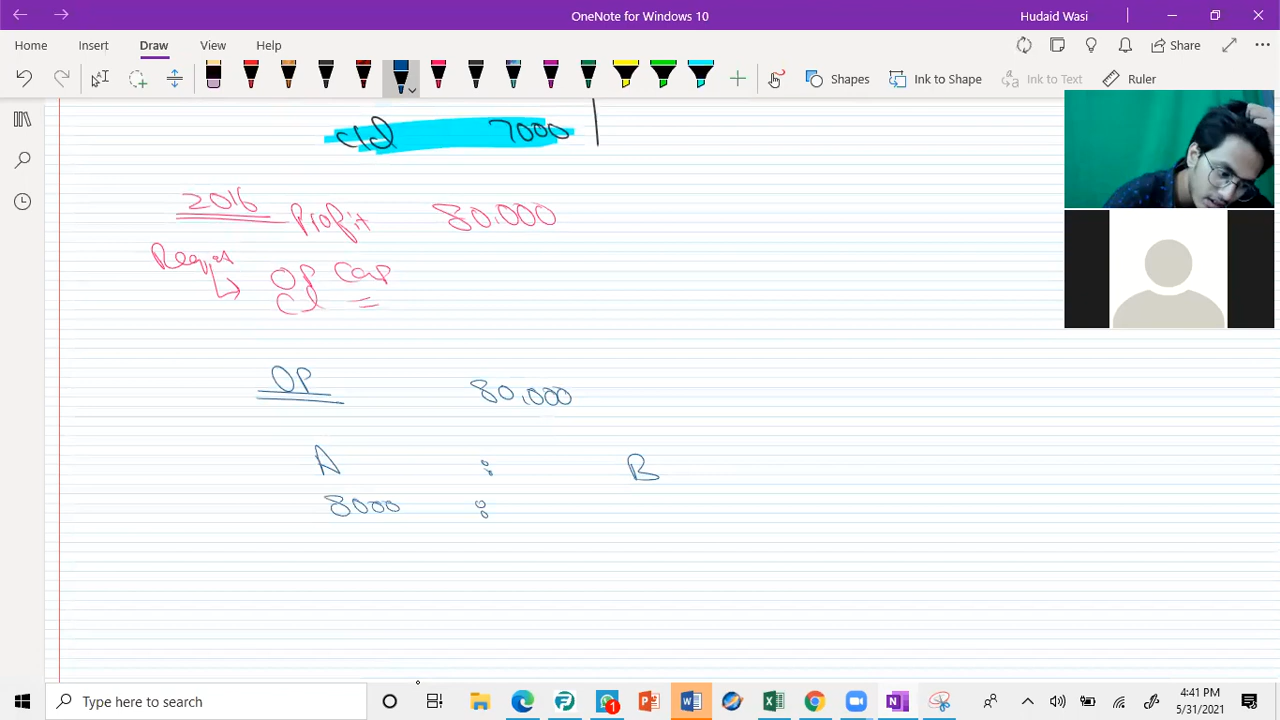 OneNote for Windows 10
Hudaid Wasi
Home Insert Draw View Help
Share
Shapes Ink to Shape Ink to Text Ruler
cld 7000
2016 Profit 80,000
Op Cap
Cl =
OP 80,000
A : B
8000 :
Type here to search
1
4:41 PM
5/31/2021